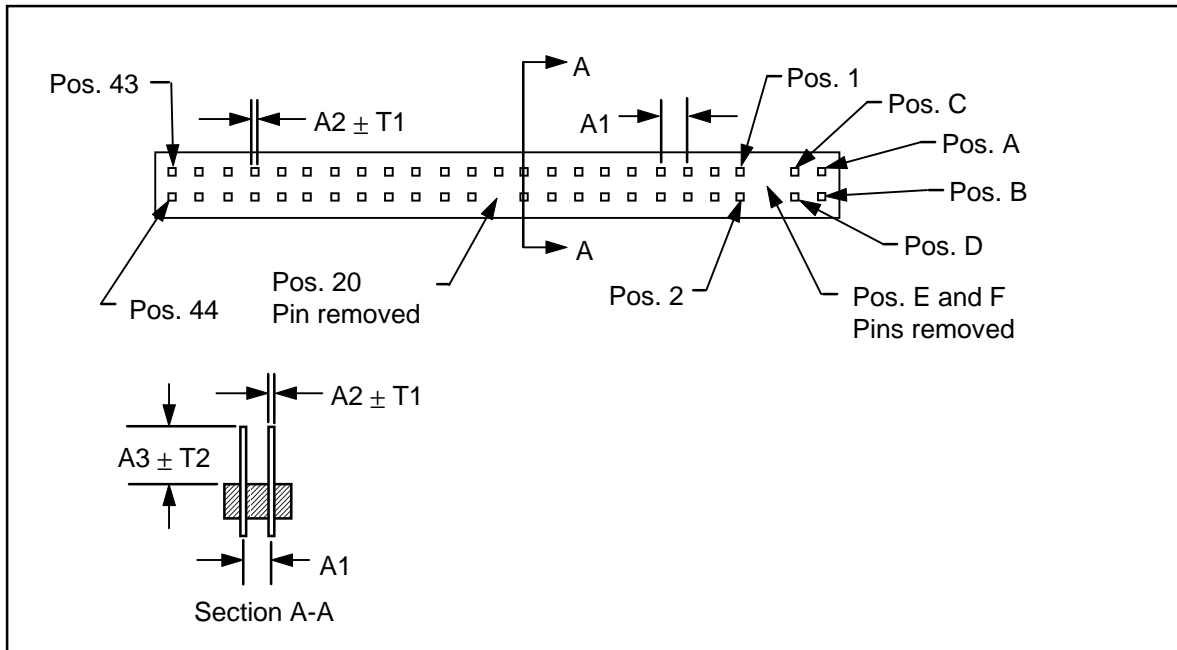 A
Pos. 1
Pos. 43
Pos. C
A2 ± T1
A1
Pos. A
Pos. B
Pos. D
A
Pos. 20
Pin removed
Pos. 2
Pos. E and F
Pins removed
Pos. 44
A2 ± T1
A3 ± T2
A1
Section A-A